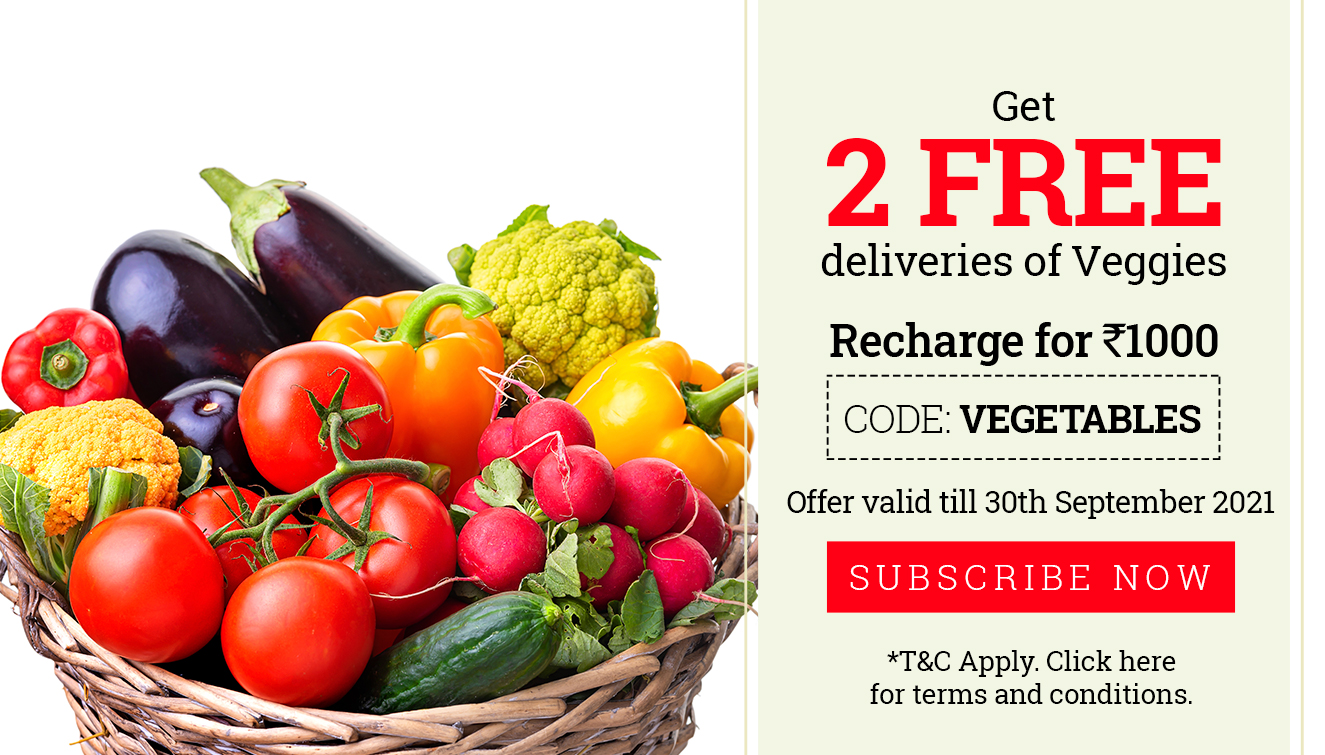 Get
2 FREE
deliveries of Veggies
Recharge for ₹1000
CODE: VEGETABLES
Offer valid till 30th September 2021
SUBSCRIBE NOW
*T&C Apply. Click here
for terms and conditions.